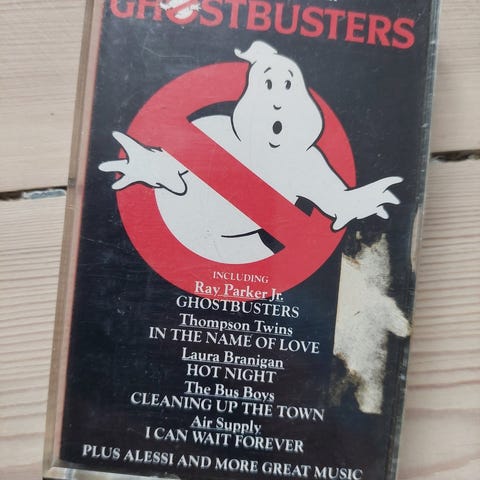 GHOSTBUSTERS
INCLUDING
Ray Parker Jr.
GHOSTBUSTERS
Thompson Twins
IN THE NAME OF LOVE
Laura Branigan
HOT NIGHT
The Bus Boys
CLEANING UP THE TOWN
Air Supply
I CAN WAIT FOREVER
PLUS ALESSI AND MORE GREAT MUSIC